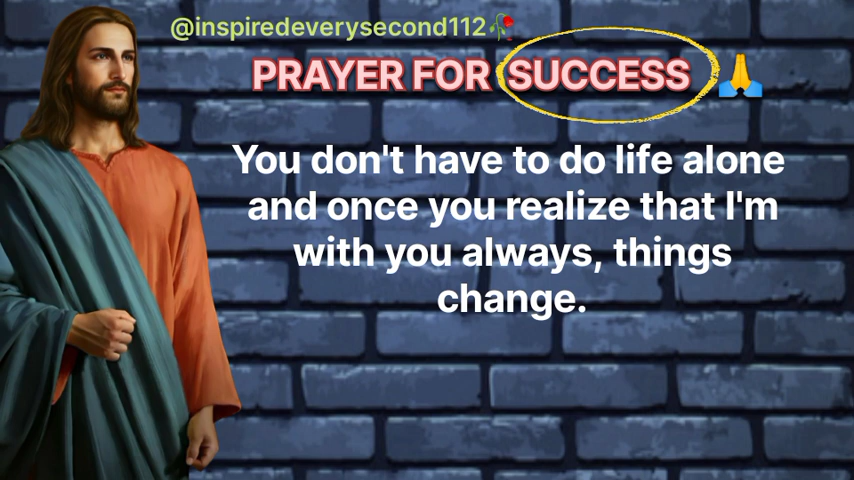 @inspiredeverysecond112🥀
PRAYER FOR SUCCESS 🙏
You don't have to do life alone
and once you realize that I'm
with you always, things
change.